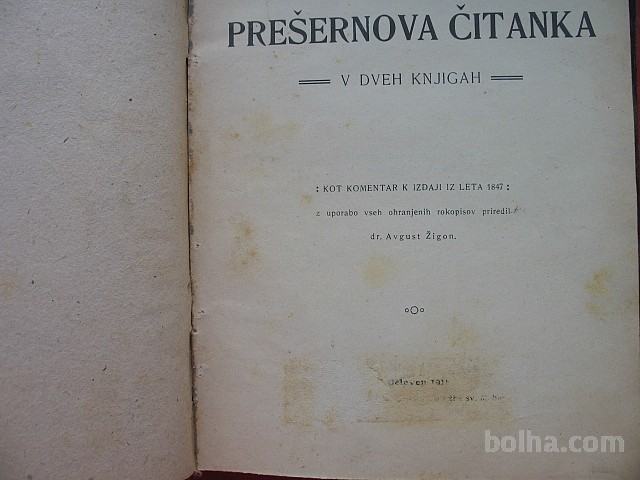 PREŠERNOVA ČITANKA
V DVEH KNJIGAH
: KOT KOMENTAR K IZDAJI IZ LETA 1847 :
z uporabo vseh ohranjenih rokopisov priredil
dr. Avgust Žigon.
sv.
bolha.com